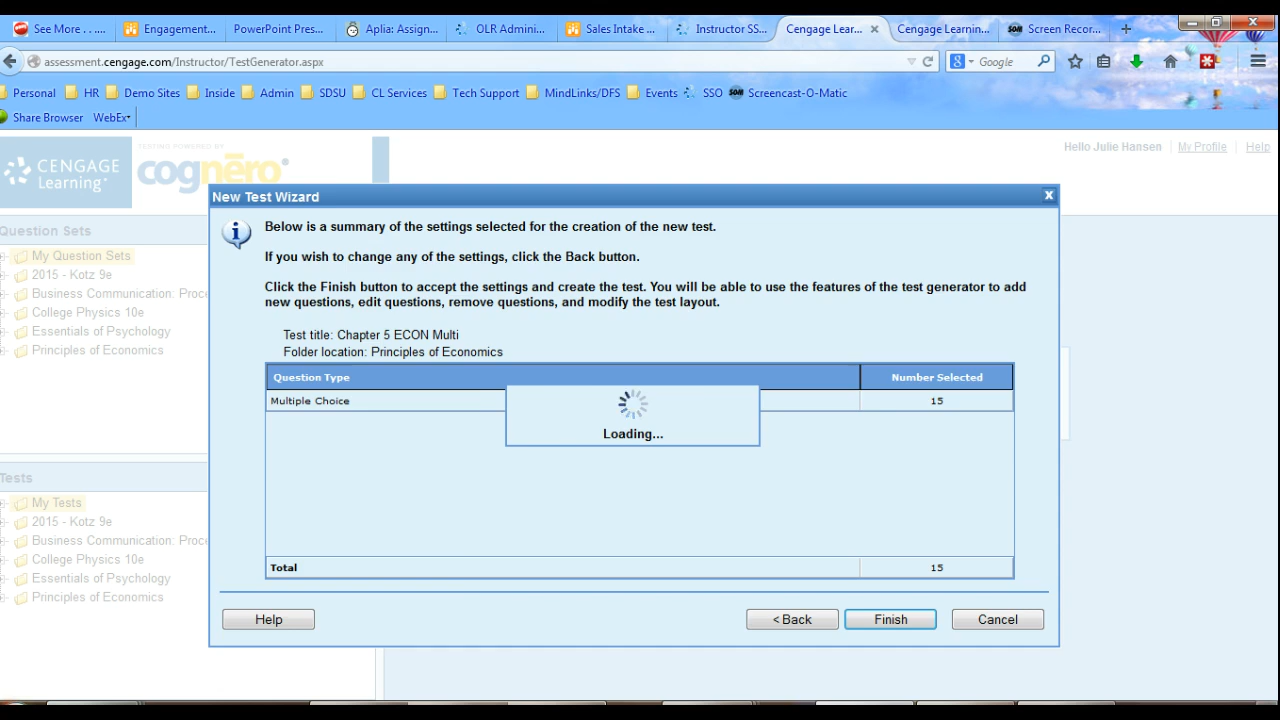 See More . . ....
Engagement...
PowerPoint Pres...
Aplia: Assign...
OLR Admini...
Sales Intake ...
Instructor SS...
Cengage Lear...
Cengage Learnin...
Screen Recor...
assessment.cengage.com/Instructor/TestGenerator.aspx
Google
Personal
HR
Demo Sites
Inside
Admin
SDSU
CL Services
Tech Support
MindLinks/DFS
Events
SSO
Screencast-O-Matic
Share Browser
WebEx
CENGAGE
Learning
TESTING POWERED BY
cognēro
Hello Julie Hansen
My Profile
Help
Question Sets
My Question Sets
2015 - Kotz 9e
Business Communication: Proce
College Physics 10e
Essentials of Psychology
Principles of Economics
Tests
My Tests
2015 - Kotz 9e
Business Communication: Proce
College Physics 10e
Essentials of Psychology
Principles of Economics
New Test Wizard
Below is a summary of the settings selected for the creation of the new test.
If you wish to change any of the settings, click the Back button.
Click the Finish button to accept the settings and create the test. You will be able to use the features of the test generator to add
new questions, edit questions, remove questions, and modify the test layout.
Test title: Chapter 5 ECON Multi
Folder location: Principles of Economics
Question Type
Number Selected
Multiple Choice
15
Loading...
Total
15
Help
< Back
Finish
Cancel